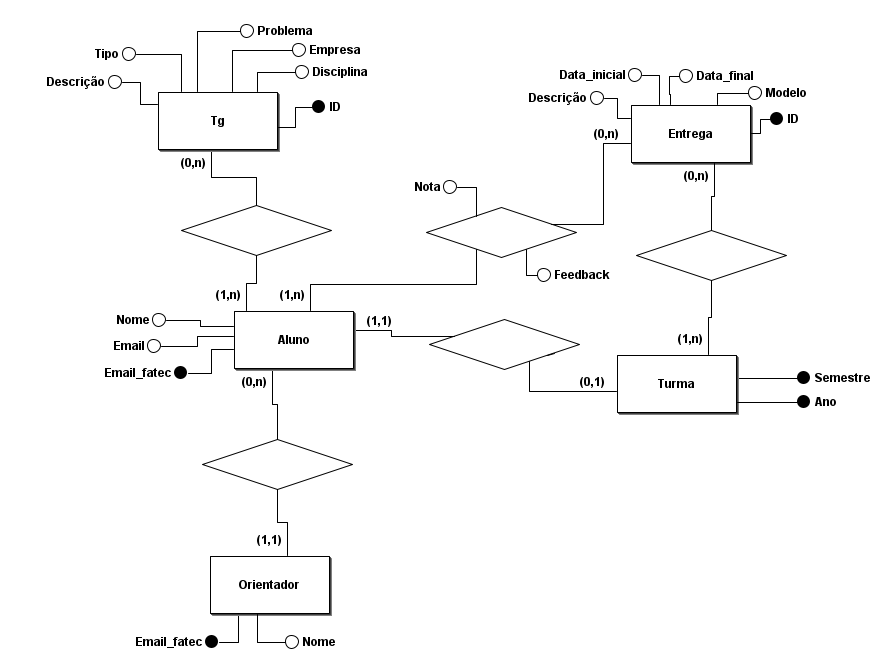 Problema
Tipo
Empresa
Descrição
Disciplina
ID
Tg
(0,n)
Data_inicial
Data_final
Descrição
Modelo
ID
Entrega
(0,n)
(0,n)
Nota
Feedback
(1,n)
(1,n)
Nome
Email
Email_fatec
Aluno
(1,1)
(0,n)
(1,n)
(0,1)
Turma
Semestre
Ano
(1,1)
Orientador
Email_fatec
Nome